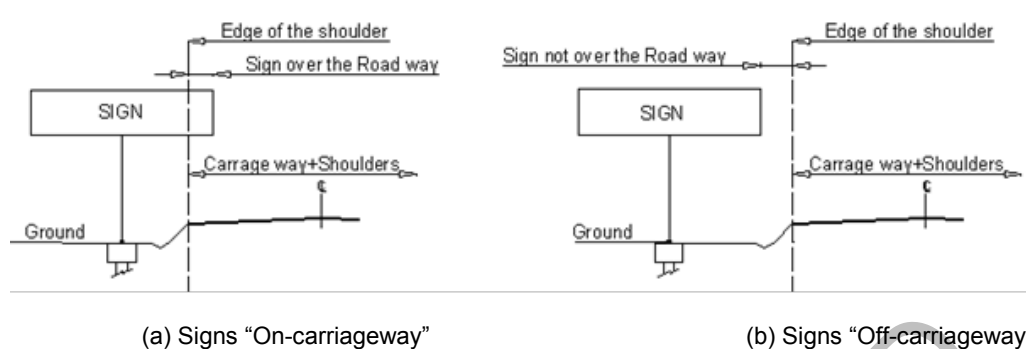 Edge of the shoulder
Sign over the Road way
SIGN
Carrage way+Shoulders
℄
Ground
(a) Signs “On-carriageway”
Edge of the shoulder
Sign not over the Road way
SIGN
Carrage way+Shoulders
℄
Ground
(b) Signs “Off-carriageway